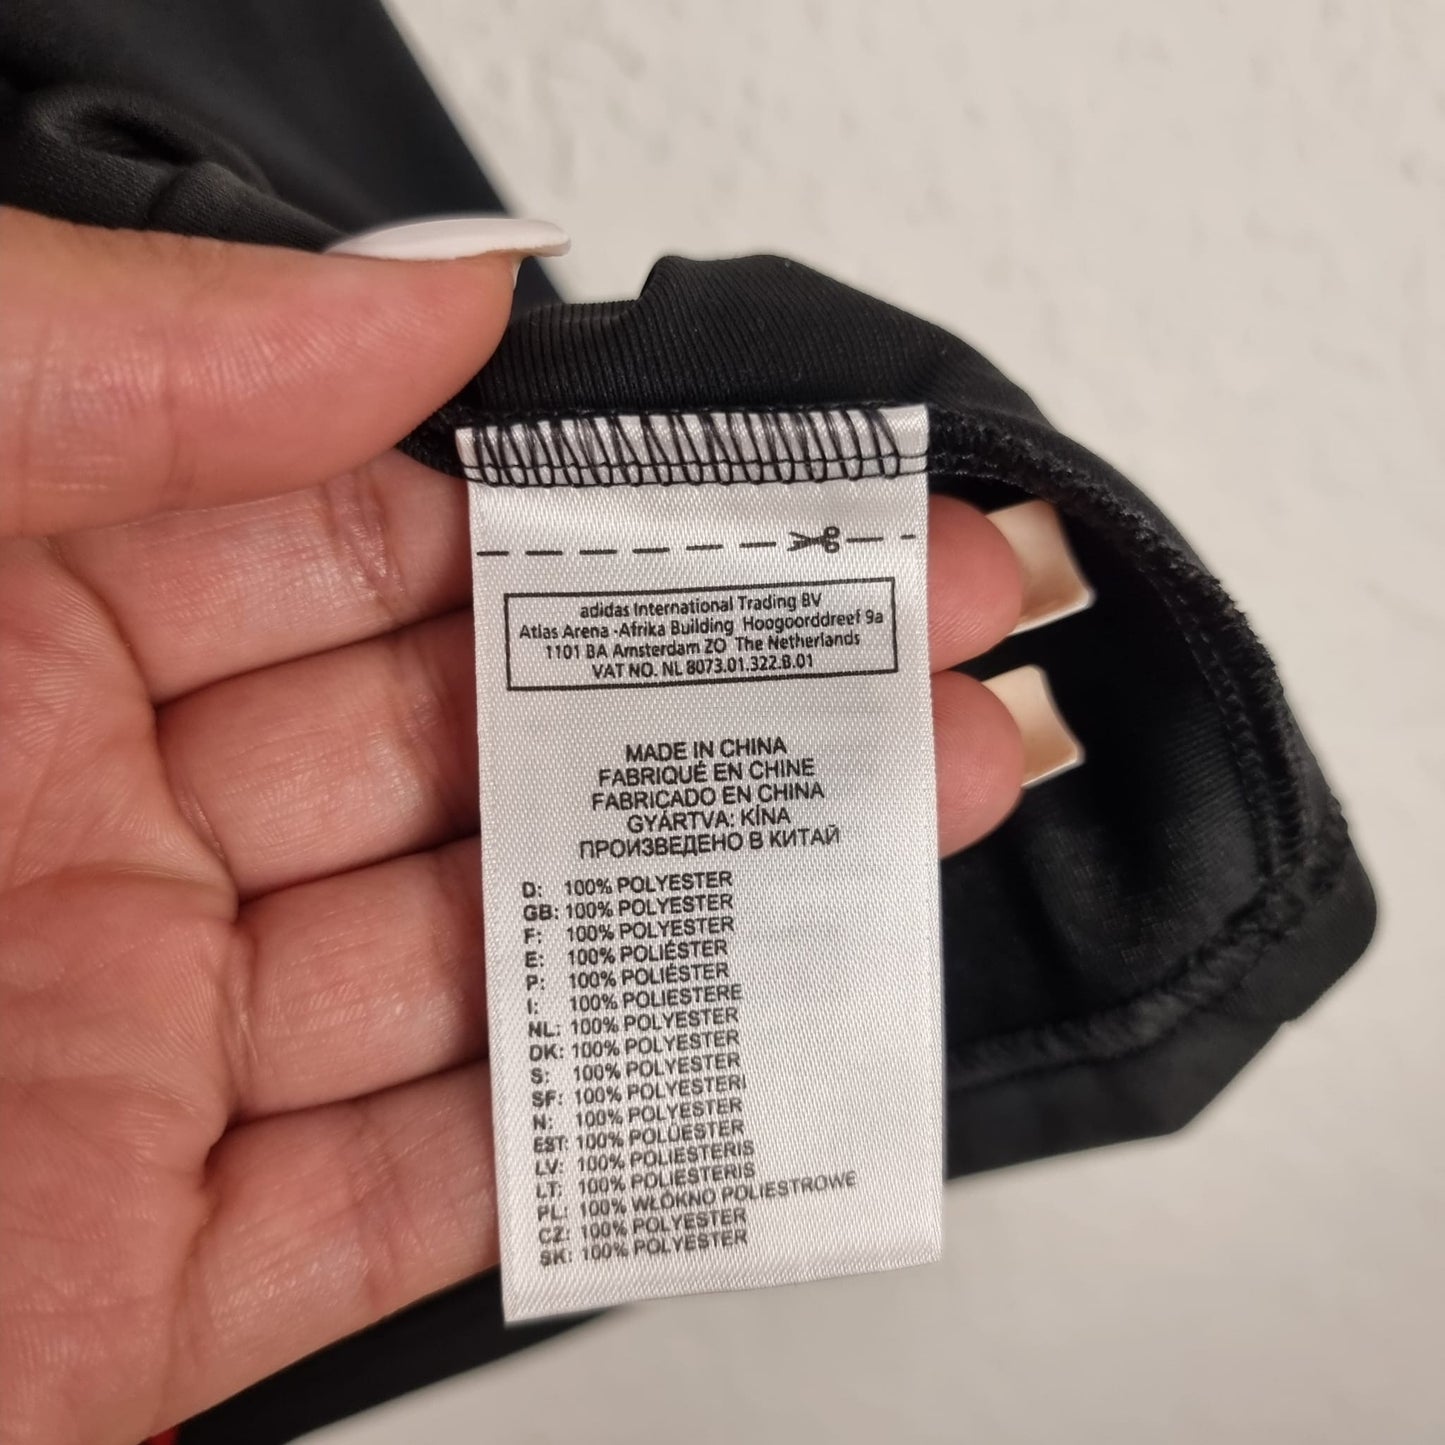 adidas International Trading BV
Atlas Arena -Afrika Building Hoogoorddreef 9a
1101 BA Amsterdam ZO The Netherlands
VAT NO. NL 8073.01.322.B.01
MADE IN CHINA
FABRIQUÉ EN CHINE
FABRICADO EN CHINA
GYÁRTVA: KÍNA
ПРОИЗВЕДЕНО В КИТАЙ
D: 100% POLYESTER
GB: 100% POLYESTER
F: 100% POLYESTER
E: 100% POLIÉSTER
P: 100% POLIÉSTER
I: 100% POLIESTERE
NL: 100% POLYESTER
DK: 100% POLYESTER
S: 100% POLYESTER
SF: 100% POLYESTERI
N: 100% POLYESTER
EST: 100% POLÜESTER
LV: 100% POLIESTERIS
LT: 100% POLIESTERIS
PL: 100% WŁÓKNO POLIESTROWE
CZ: 100% POLYESTER
SK: 100% POLYESTER